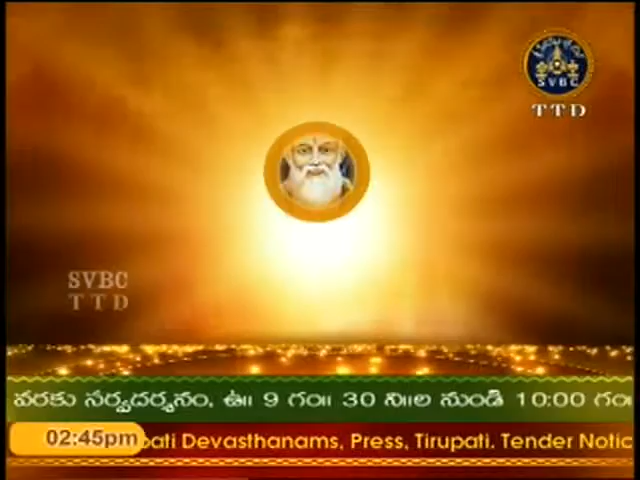 SVBC
TTD
SVBC
TTD
వరకు సర్వదర్శనం, ఉ॥ 9 గం॥ 30 ని॥ల నుండి 10:00 గం
02:45pm pati Devasthanams, Press, Tirupati. Tender Notic